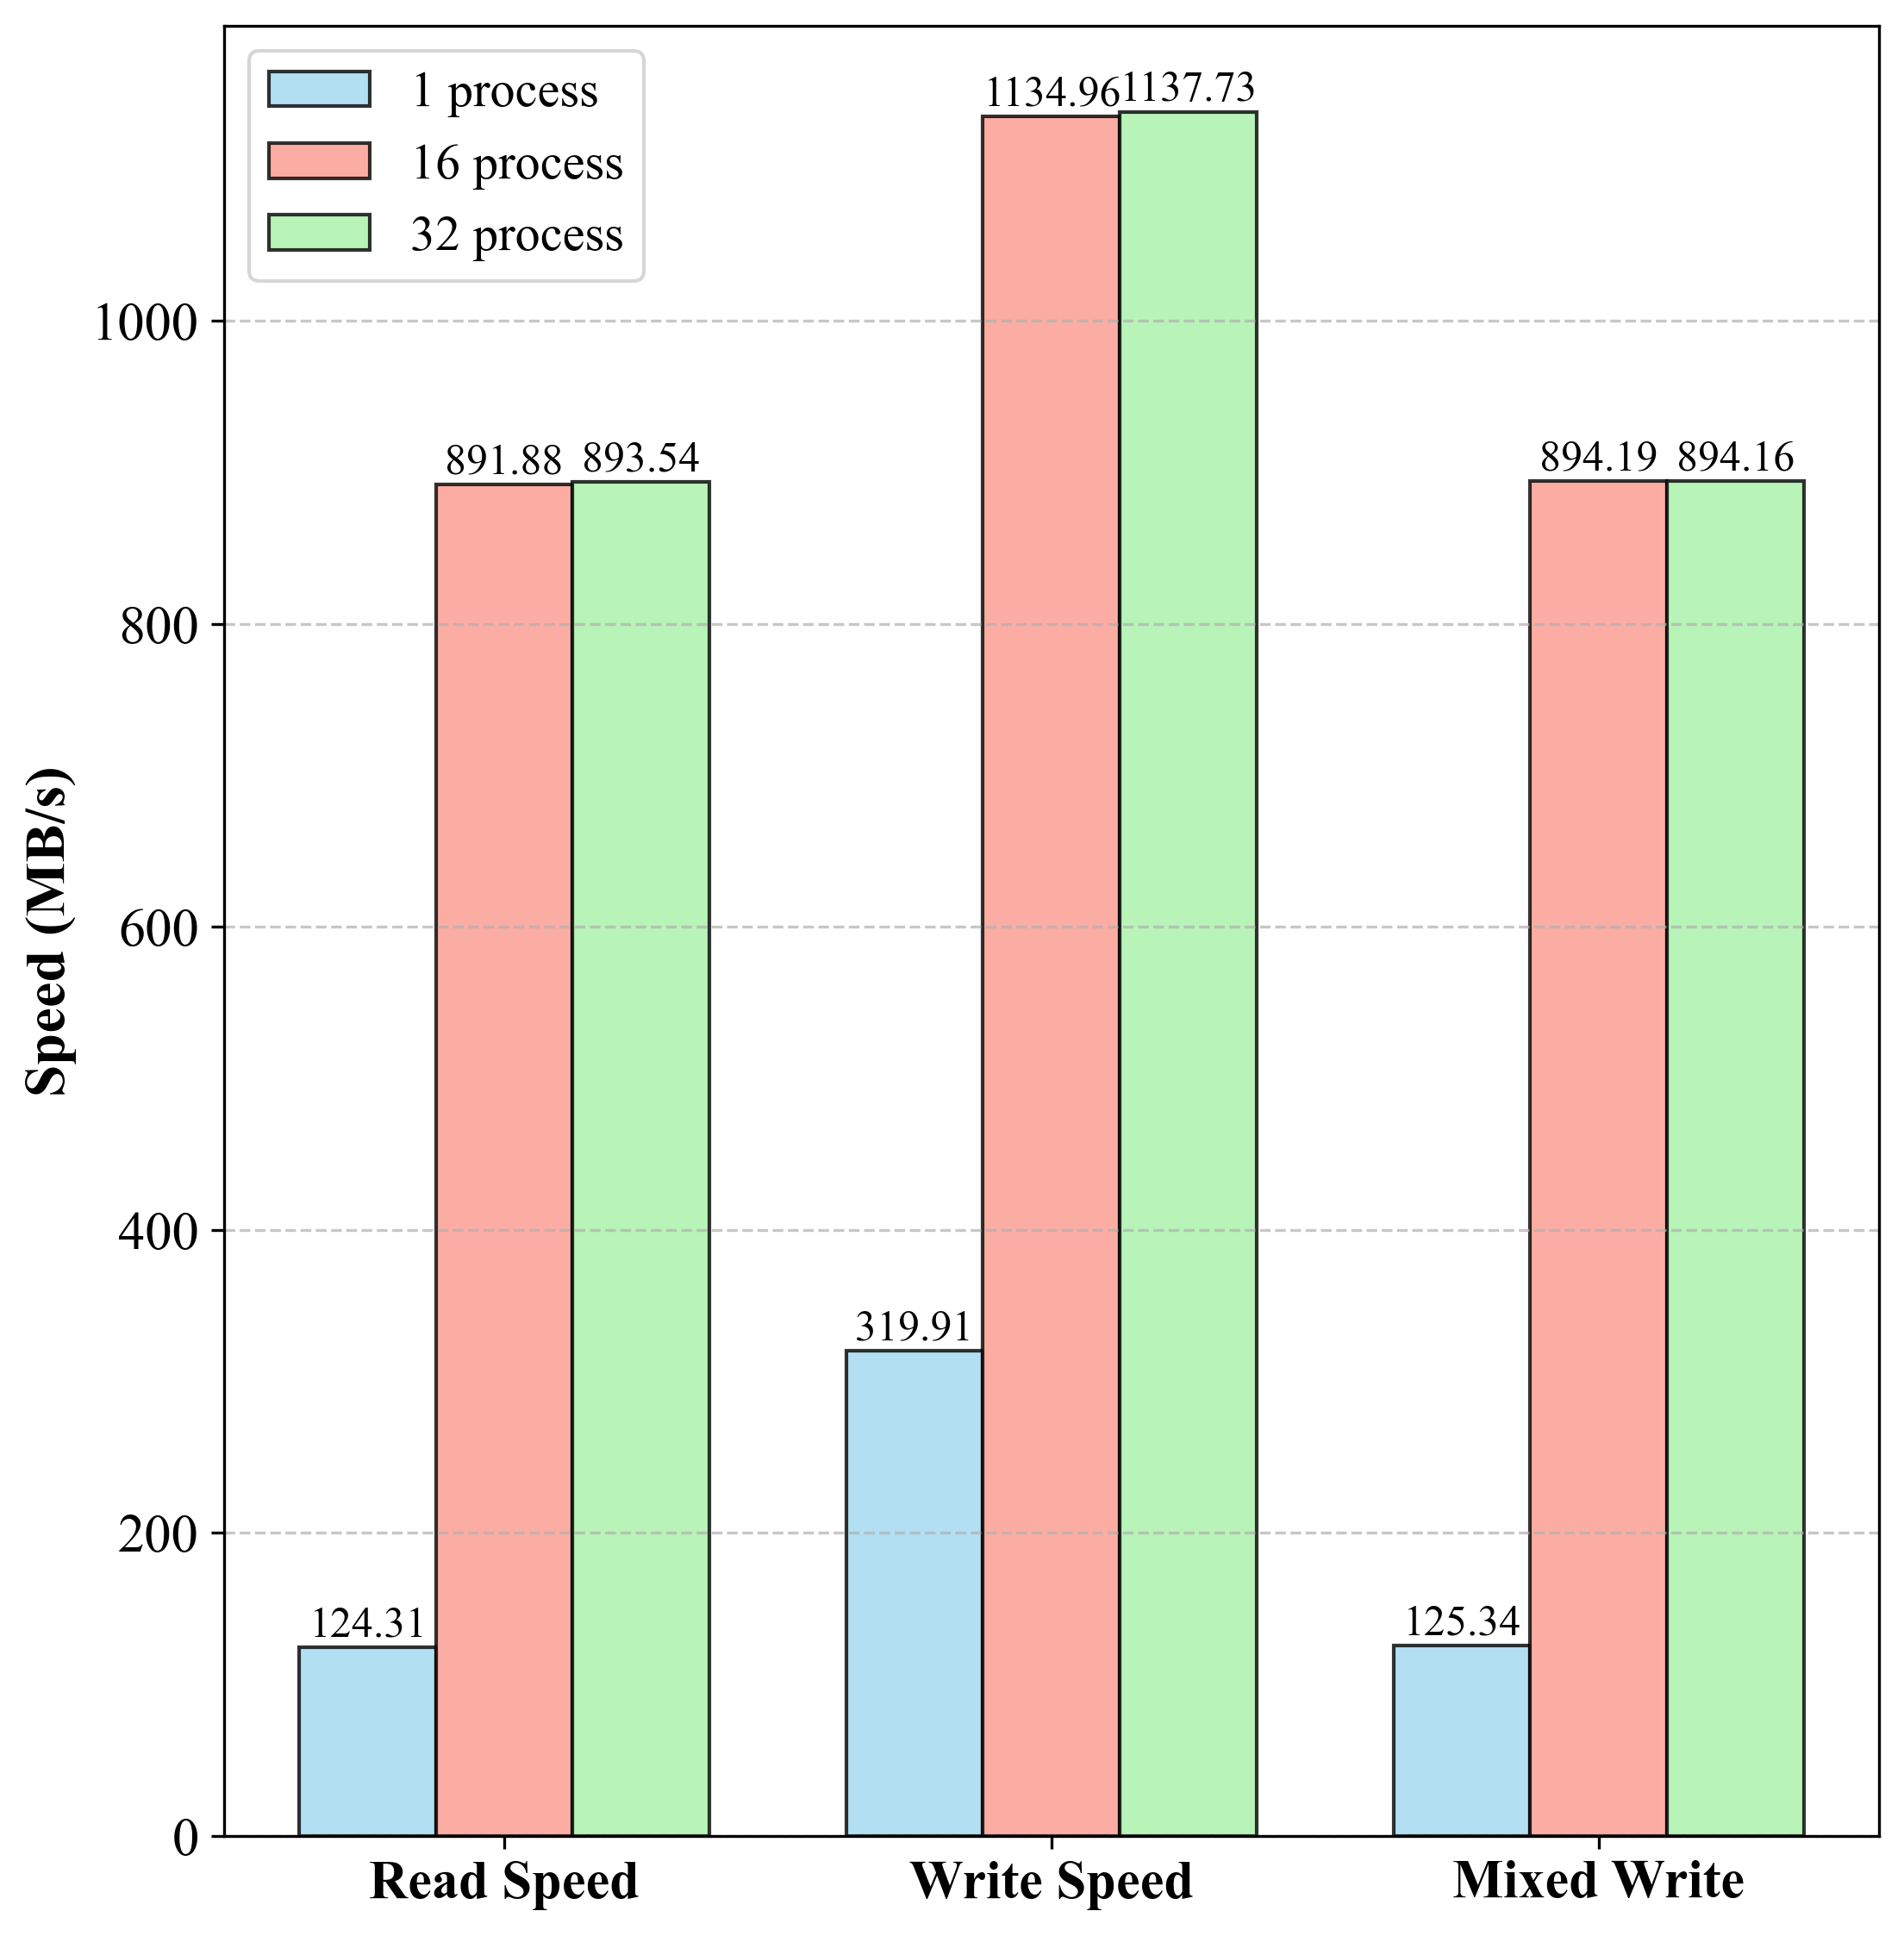 1 process
16 process
32 process
Speed (MB/s)
1000
800
600
400
200
0
124.31
891.88
893.54
319.91
1134.96
1137.73
125.34
894.19
894.16
Read Speed
Write Speed
Mixed Write